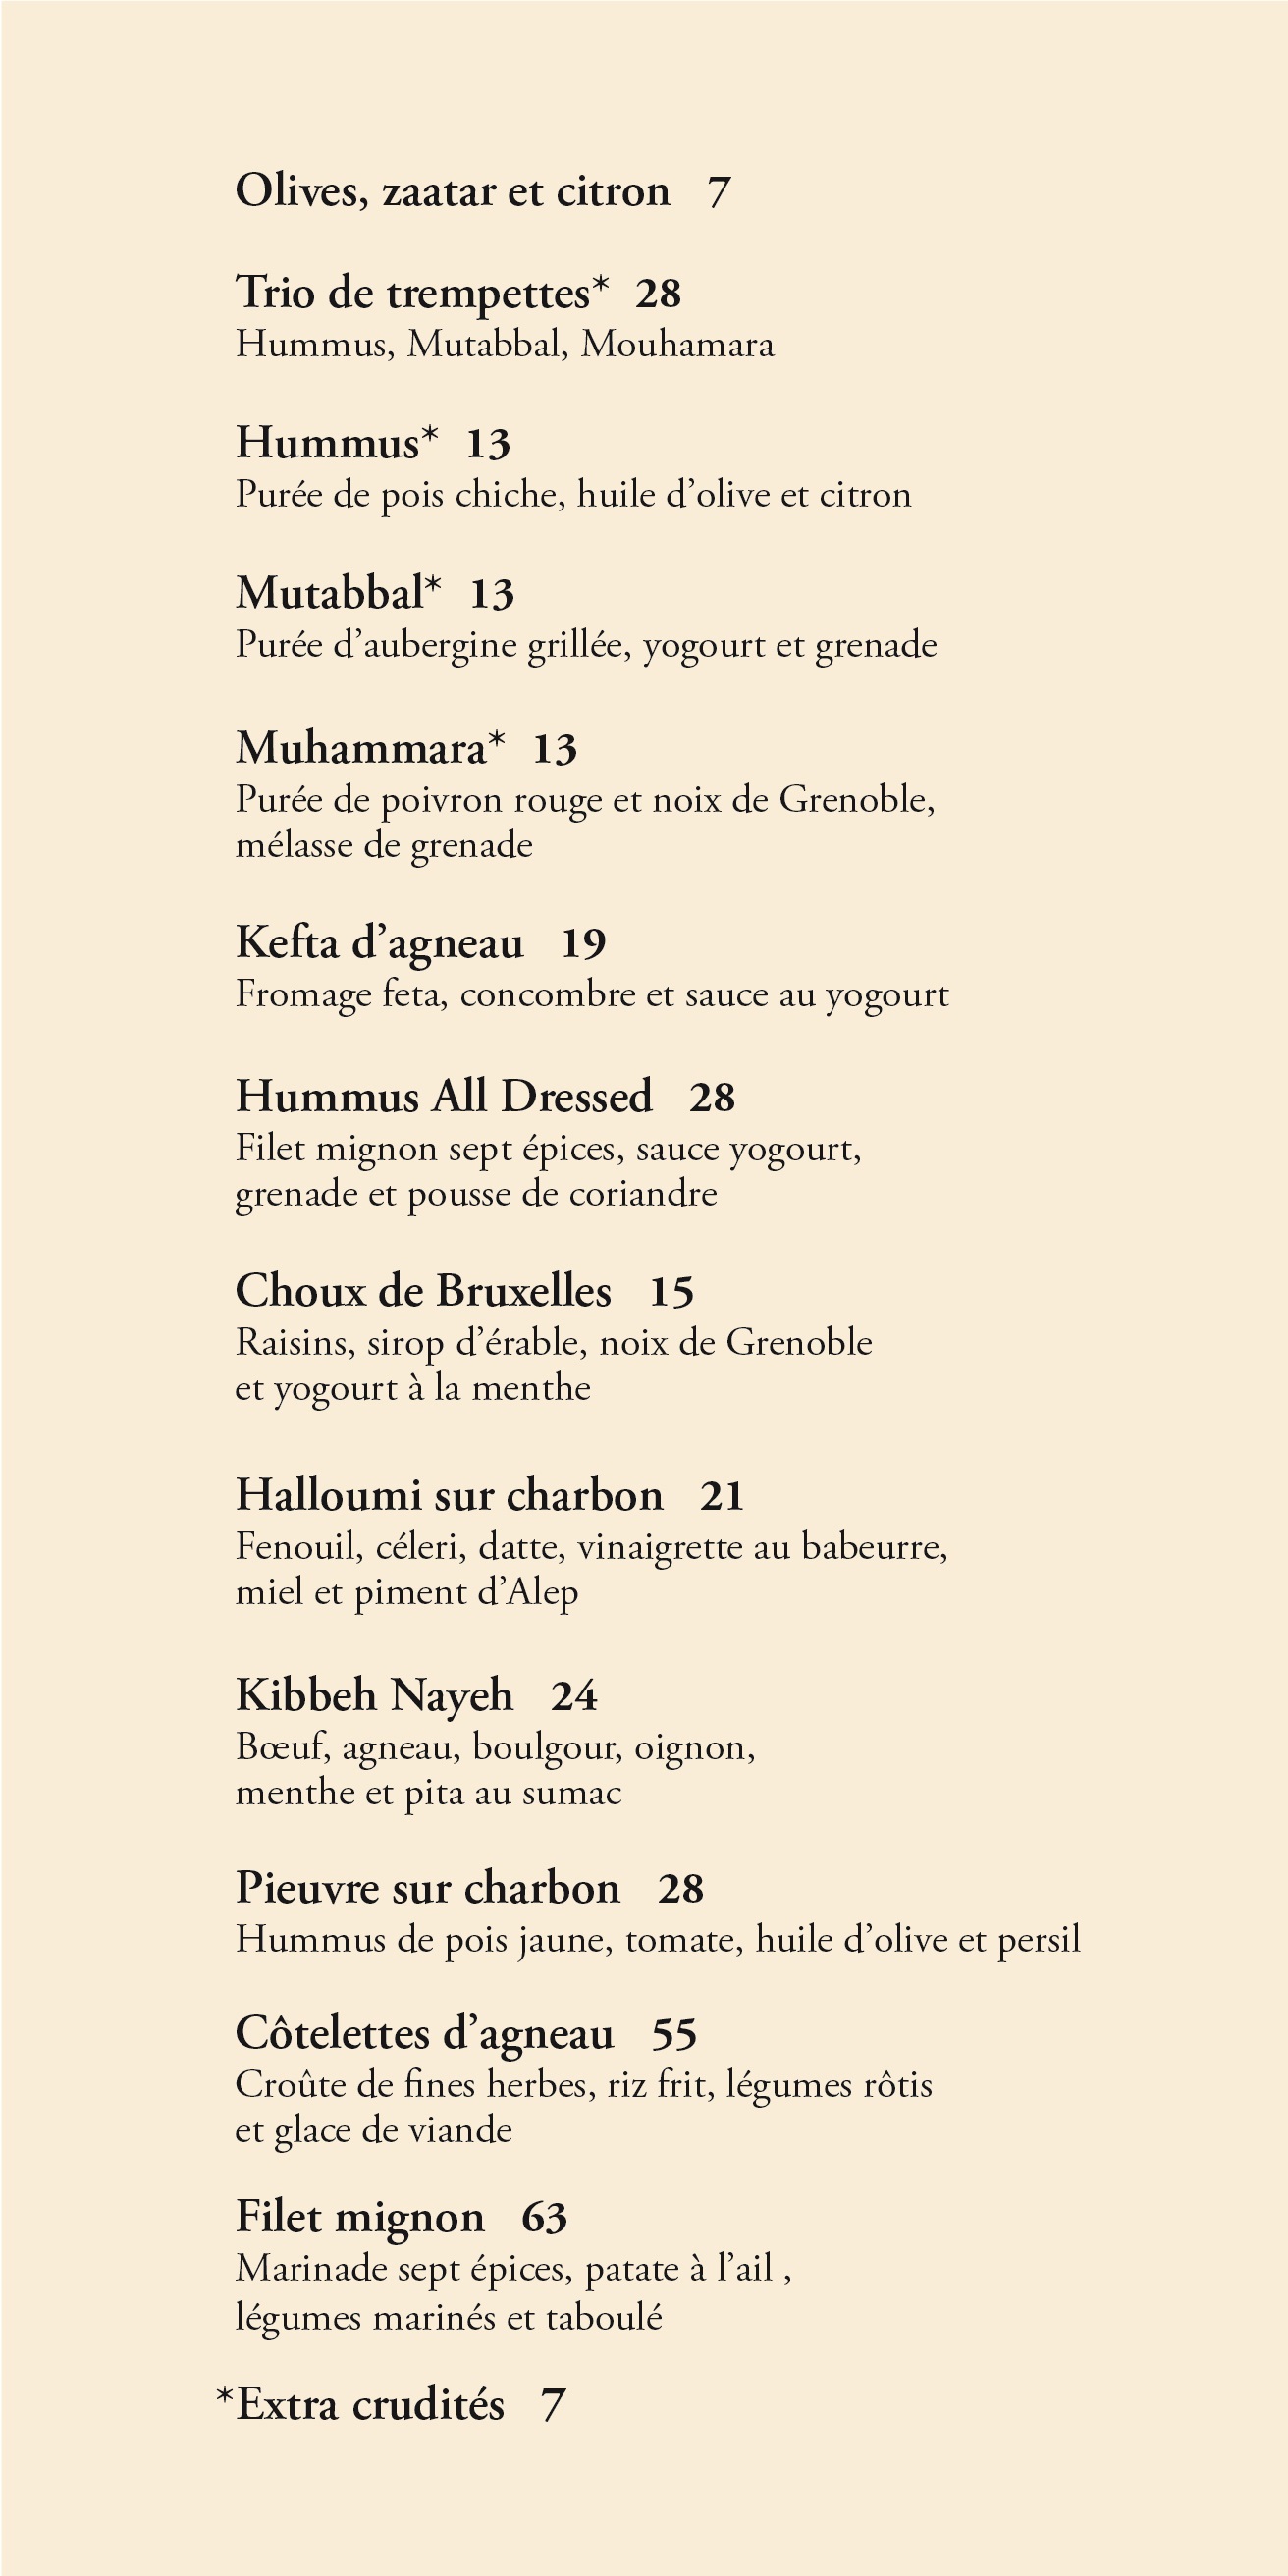 Olives, zaatar et citron 7
Trio de trempettes* 28
Hummus, Mutabbal, Mouhamara
Hummus* 13
Purée de pois chiche, huile d’olive et citron
Mutabbal* 13
Purée d’aubergine grillée, yogourt et grenade
Muhammara* 13
Purée de poivron rouge et noix de Grenoble,
mélasse de grenade
Kefta d’agneau 19
Fromage feta, concombre et sauce au yogourt
Hummus All Dressed 28
Filet mignon sept épices, sauce yogourt,
grenade et pousse de coriandre
Choux de Bruxelles 15
Raisins, sirop d’érable, noix de Grenoble
et yogourt à la menthe
Halloumi sur charbon 21
Fenouil, céleri, datte, vinaigrette au babeurre,
miel et piment d’Alep
Kibbeh Nayeh 24
Bœuf, agneau, boulgour, oignon,
menthe et pita au sumac
Pieuvre sur charbon 28
Hummus de pois jaune, tomate, huile d’olive et persil
Côtelettes d’agneau 55
Croûte de fines herbes, riz frit, légumes rôtis
et glace de viande
Filet mignon 63
Marinade sept épices, patate à l’ail ,
légumes marinés et taboulé
*Extra crudités 7